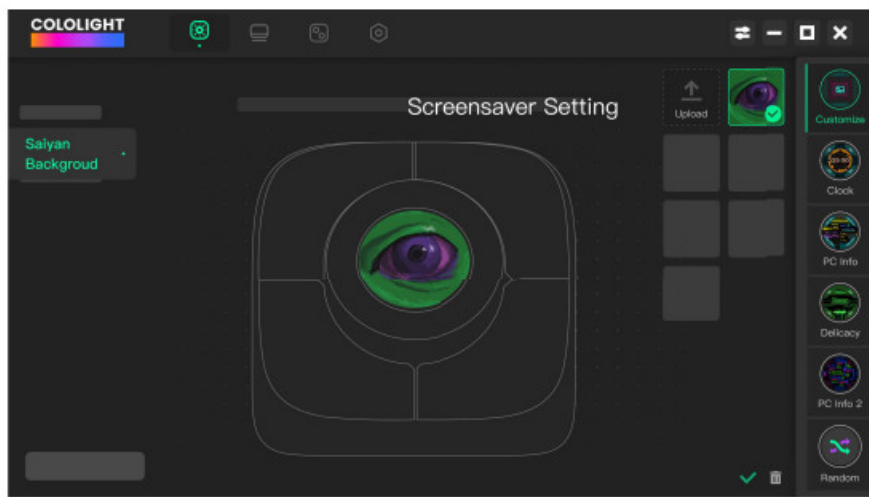 COLOLIGHT
Screensaver Setting
Saiyan
Backgroud
Upload
Customize
Clock
PC Info
Delicacy
PC Info 2
Random